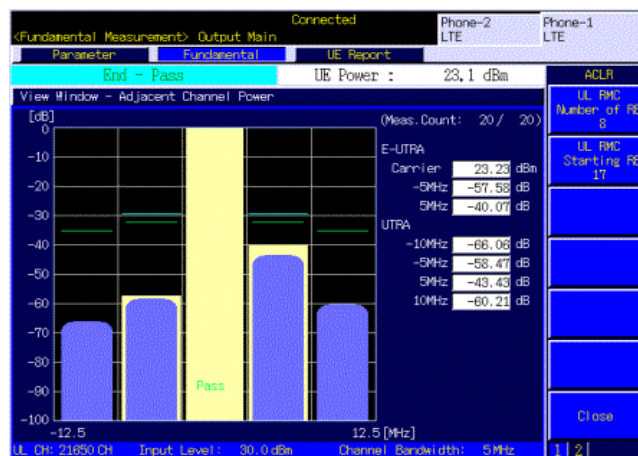 Connected
<Fundamental Measurement> Output Main
Phone-2
LTE
Phone-1
LTE
Parameter
Fundamental
UE Report
End - Pass
UE Power : 23.1 dBm
ACLR
View Window - Adjacent Channel Power
UL RMC
Number of RB
8
UL RMC
Starting RB
17
[dB]
(Meas.Count: 20/ 20)
0
-10
-20
-30
-40
-50
-60
-70
-80
-90
-100
E-UTRA
Carrier 23.23 dBm
-5MHz -57.58 dB
5MHz -40.07 dB
UTRA
-10MHz -66.06 dB
-5MHz -58.47 dB
5MHz -43.43 dB
10MHz -60.21 dB
Pass
-12.5
12.5[MHz]
Close
UL CH: 21650 CH Input Level: 30.0dBm Channel Bandwidth: 5MHz
1 2